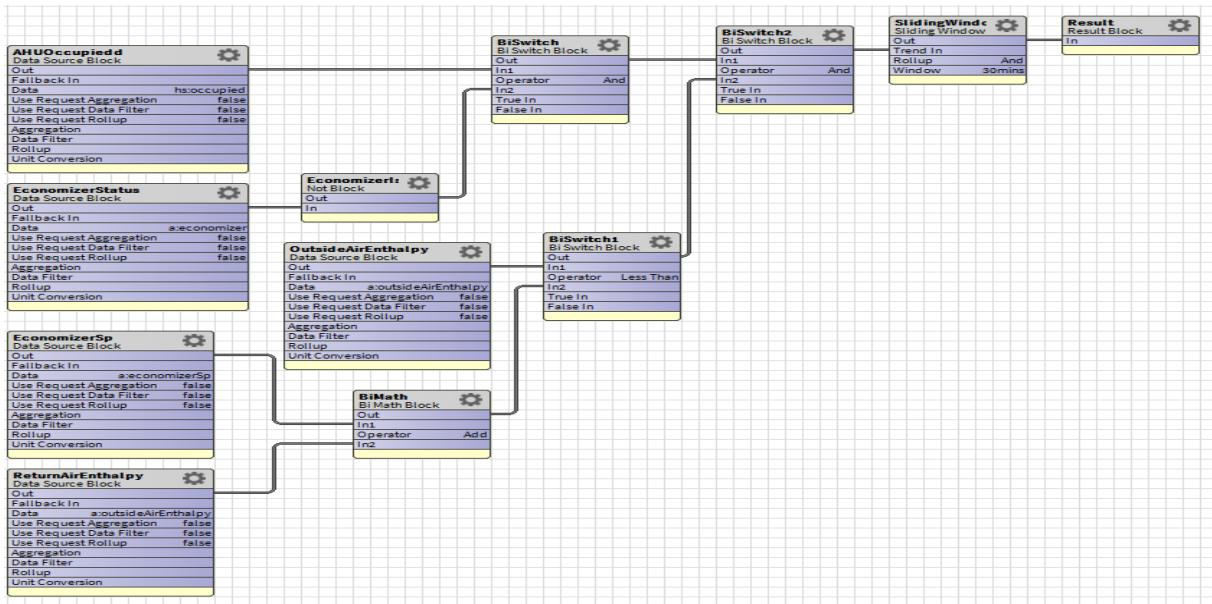 AHUOccupiedd
Data Source Block
Out
Fallback In
Data hs:occupied
Use Request Aggregation false
Use Request Data Filter false
Use Request Rollup false
Aggregation
Data Filter
Rollup
Unit Conversion
EconomizerStatus
Data Source Block
Out
Fallback In
Data a:economizer
Use Request Aggregation false
Use Request Data Filter false
Use Request Rollup false
Aggregation
Data Filter
Rollup
Unit Conversion
EconomizerSp
Data Source Block
Out
Fallback In
Data a:economizerSp
Use Request Aggregation false
Use Request Data Filter false
Use Request Rollup false
Aggregation
Data Filter
Rollup
Unit Conversion
ReturnAirEnthalpy
Data Source Block
Out
Fallback In
Data a:outsideAirEnthalpy
Use Request Aggregation false
Use Request Data Filter false
Use Request Rollup false
Aggregation
Data Filter
Rollup
Unit Conversion
EconomizerI
Not Block
Out
In
OutsideAirEnthalpy
Data Source Block
Out
Fallback In
Data a:outsideAirEnthalpy
Use Request Aggregation false
Use Request Data Filter false
Use Request Rollup false
Aggregation
Data Filter
Rollup
Unit Conversion
BiMath
Bi Math Block
Out
In1
Operator Add
In2
BiSwitch
Bi Switch Block
Out
In1
Operator And
In2
True In
False In
BiSwitch1
Bi Switch Block
Out
In1
Operator Less Than
In2
True In
False In
BiSwitch2
Bi Switch Block
Out
In1
Operator And
In2
True In
False In
SlidingWind
Sliding Window
Out
Trend In
Rollup And
Window 30mins
Result
Result Block
In